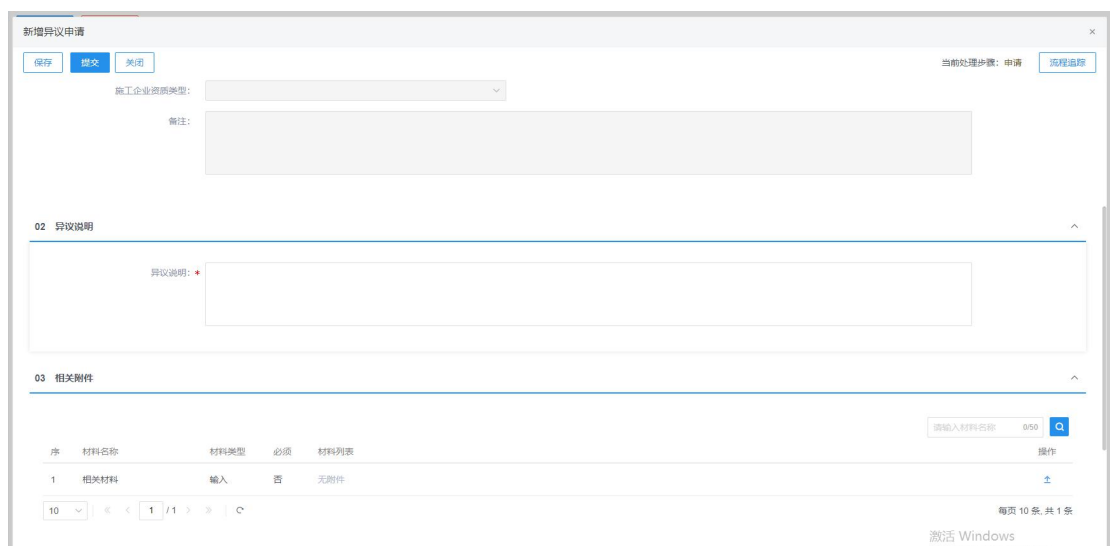 新增异议申请 ×
保存 提交 关闭 当前处理步骤：申请 流程追踪
施工企业资质类型：
备注：
02 异议说明
异议说明：*
03 相关附件
请输入材料名称 0/50
序 材料名称 材料类型 必须 材料列表 操作
1 相关材料 输入 否 无附件
10 « < 1 /1 > » 每页 10 条, 共 1 条
激活 Windows